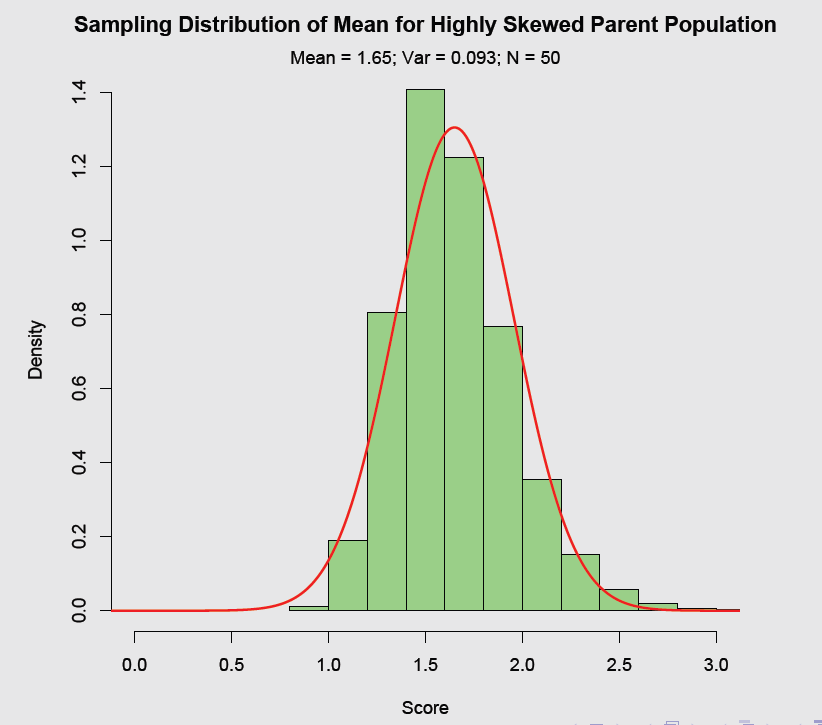 Sampling Distribution of Mean for Highly Skewed Parent Population
Mean = 1.65; Var = 0.093; N = 50
1.4
1.2
1.0
0.8
0.6
0.4
0.2
0.0
Density
0.0 0.5 1.0 1.5 2.0 2.5 3.0
Score